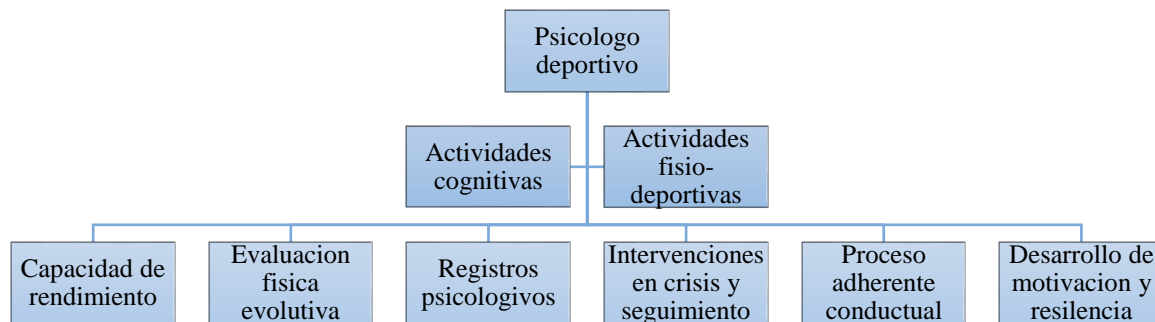 Psicologo
deportivo
Actividades
cognitivas
Actividades
fisio-
deportivas
Capacidad de
rendimiento
Evaluacion
fisica
evolutiva
Registros
psicologivos
Intervenciones
en crisis y
seguimiento
Proceso
adherente
conductual
Desarrollo de
motivacion y
resilencia